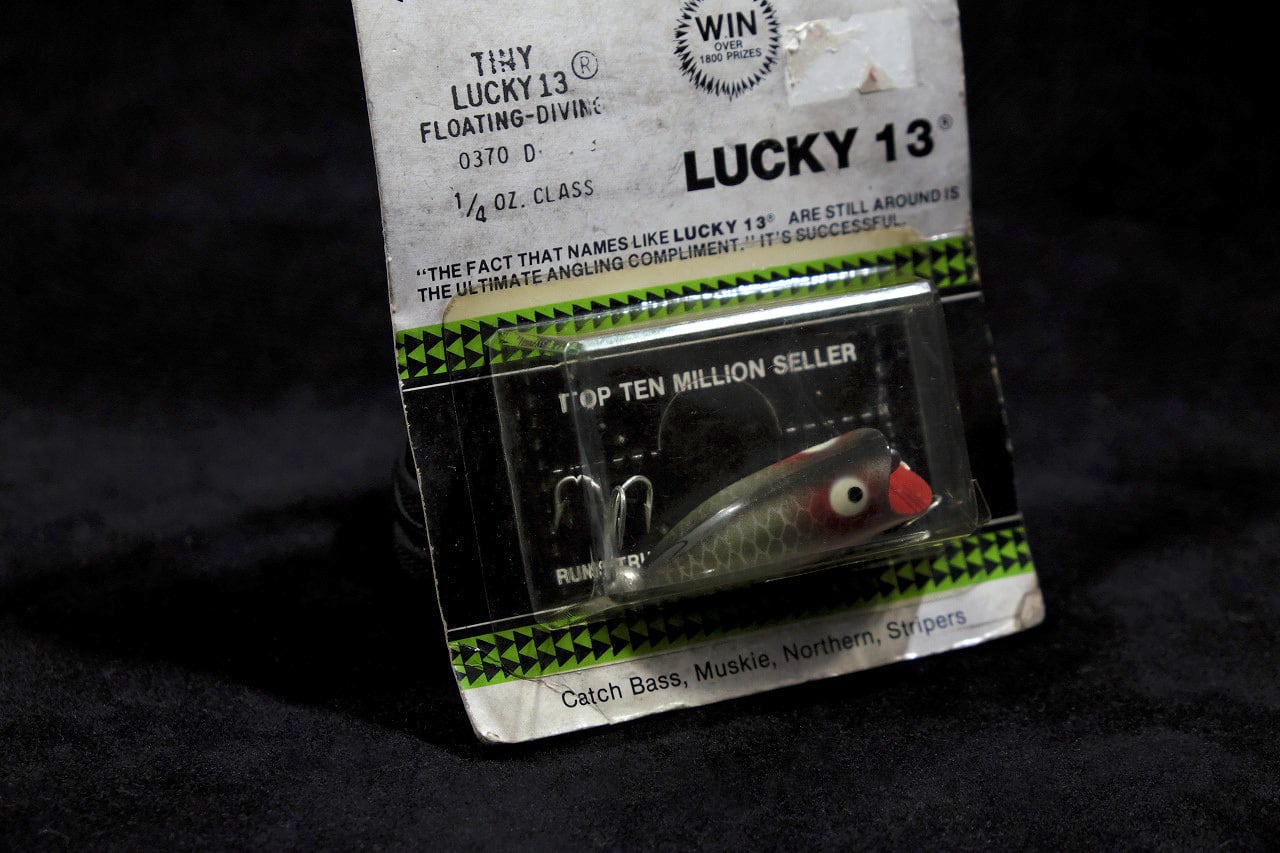 TINY
LUCKY 13 ®
FLOATING-DIVING
0370 D
1/4 OZ. CLASS
WIN
OVER
1800 PRIZES
LUCKY 13®
“THE FACT THAT NAMES LIKE LUCKY 13® ARE STILL AROUND IS
THE ULTIMATE ANGLING COMPLIMENT.” IT'S SUCCESSFUL.
TOP TEN MILLION SELLER
RUNS
Catch Bass, Muskie, Northern, Stripers